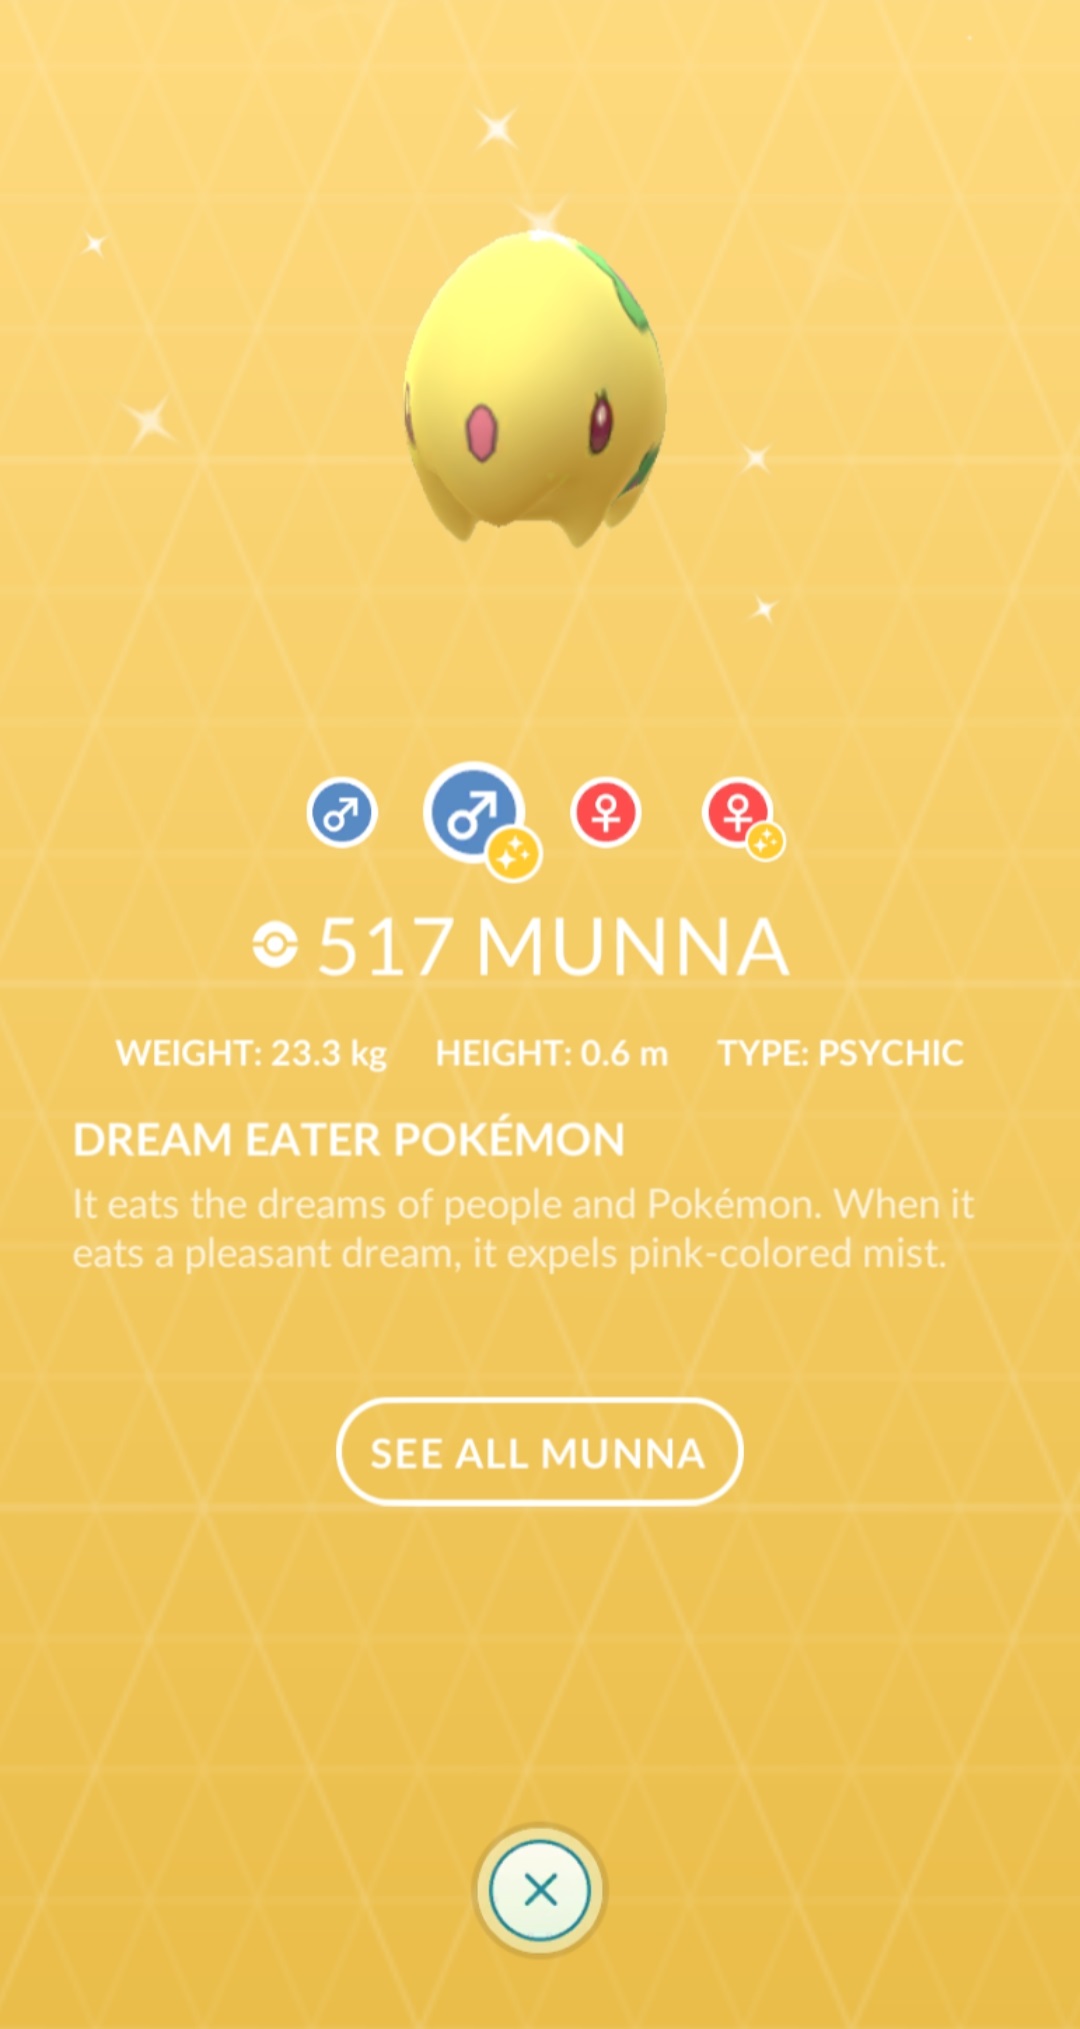 517 MUNNA
WEIGHT: 23.3 kg HEIGHT: 0.6 m TYPE: PSYCHIC
DREAM EATER POKÉMON
It eats the dreams of people and Pokémon. When it
eats a pleasant dream, it expels pink-colored mist.
SEE ALL MUNNA